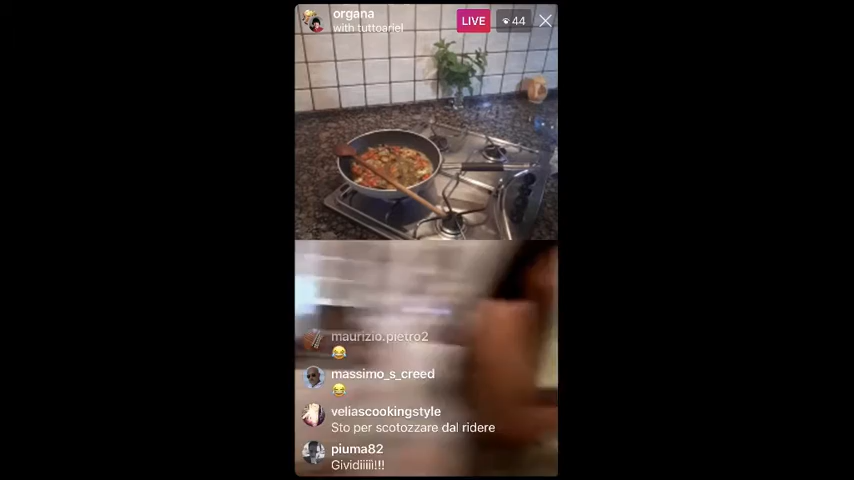 organa
with tuttoariel
LIVE
44
maurizio.pietro2
😂
massimo_s_creed
😂
veliascookingstyle
Sto per scotozzare dal ridere
piuma82
Gividiiiii!!!